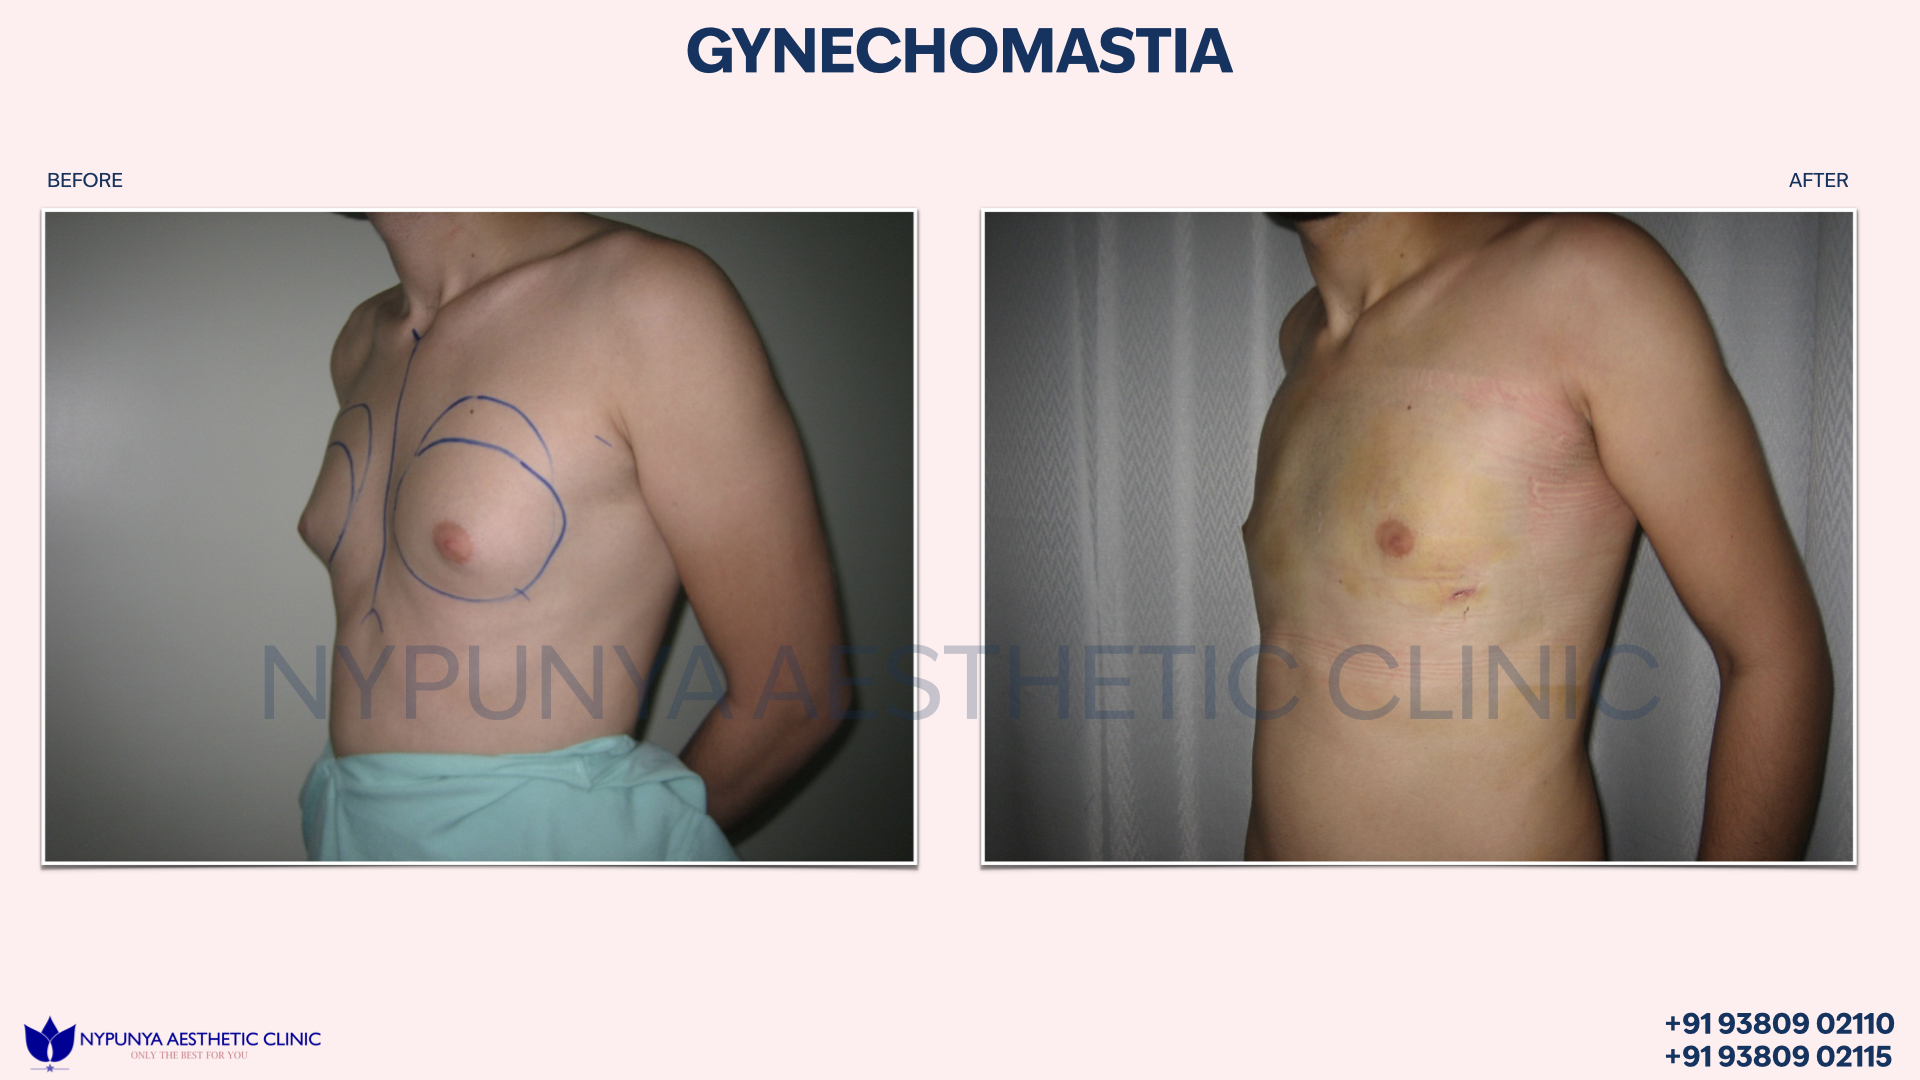 GYNECHOMASTIA
BEFORE
AFTER
NYPUNYA AESTHETIC CLINIC
NYPUNYA AESTHETIC CLINIC
ONLY THE BEST FOR YOU
+91 93809 02110
+91 93809 02115